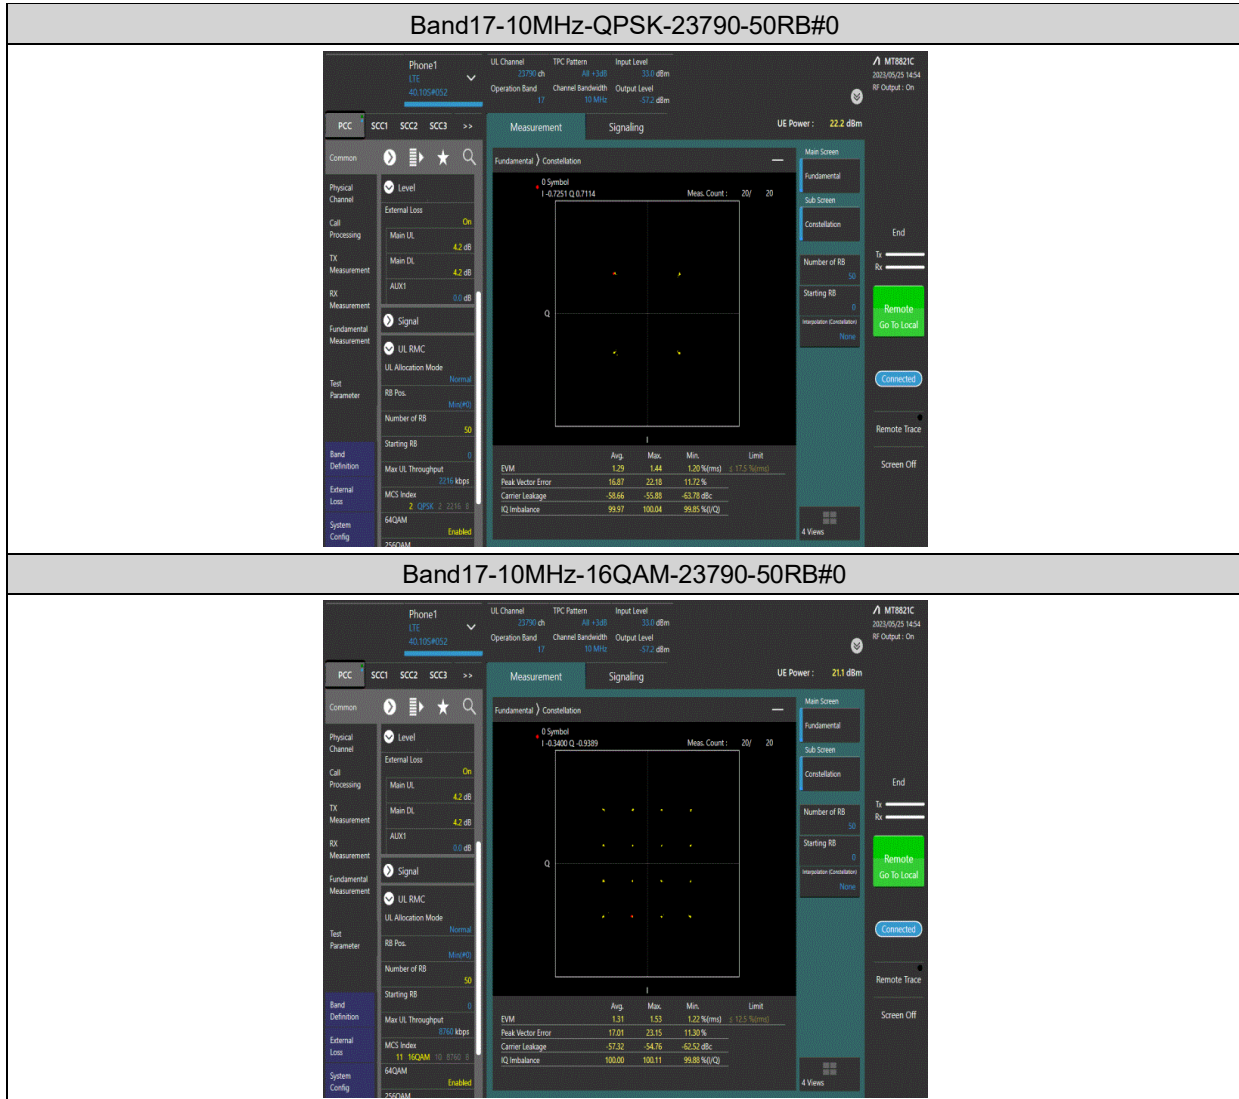 Band17-10MHz-QPSK-23790-50RB#0
Phone1
LTE
40.105#052
UL Channel TPC Pattern Input Level
23790 ch All +3dB 33.0 dBm
Operation Band Channel Bandwidth Output Level
17 10 MHz -57.2 dBm
MT8821C
2023/05/25 14:54
RF Output : On
PCC SCC1 SCC2 SCC3 >>
Measurement Signaling
UE Power : 22.2 dBm
Common
Physical Channel
Call Processing
TX Measurement
RX Measurement
Fundamental Measurement
Test Parameter
Band Definition
External Loss
System Config
Level
External Loss
On
Main UL
4.2 dB
Main DL
4.2 dB
AUX1
0.0 dB
Signal
UL RMC
UL Allocation Mode
Normal
RB Pos.
Min(#0)
Number of RB
50
Starting RB
0
Max UL Throughput
2216 kbps
MCS Index
2 QPSK 2 2216 8
64QAM
Enabled
256QAM
Fundamental Constellation
0 Symbol
I -0.7251 Q 0.7114
Meas. Count : 20/ 20
Q
I
Avg. Max. Min. Limit
EVM 1.29 1.44 1.20 %(rms) ≤ 17.5 %(rms)
Peak Vector Error 16.87 22.18 11.72 %
Carrier Leakage -58.66 -55.88 -63.78 dBc
IQ Imbalance 99.97 100.04 99.85 %(I/Q)
Main Screen
Fundamental
Sub Screen
Constellation
Number of RB
50
Starting RB
0
Interpolation (Constellation)
None
4 Views
End
Tx
Rx
Remote
Go To Local
Connected
Remote Trace
Screen Off
Band17-10MHz-16QAM-23790-50RB#0
Phone1
LTE
40.105#052
UL Channel TPC Pattern Input Level
23790 ch All +3dB 33.0 dBm
Operation Band Channel Bandwidth Output Level
17 10 MHz -57.2 dBm
MT8821C
2023/05/25 14:54
RF Output : On
PCC SCC1 SCC2 SCC3 >>
Measurement Signaling
UE Power : 21.1 dBm
Common
Physical Channel
Call Processing
TX Measurement
RX Measurement
Fundamental Measurement
Test Parameter
Band Definition
External Loss
System Config
Level
External Loss
On
Main UL
4.2 dB
Main DL
4.2 dB
AUX1
0.0 dB
Signal
UL RMC
UL Allocation Mode
Normal
RB Pos.
Min(#0)
Number of RB
50
Starting RB
0
Max UL Throughput
8760 kbps
MCS Index
11 16QAM 10 8760 8
64QAM
Enabled
256QAM
Fundamental Constellation
0 Symbol
I -0.3400 Q -0.9389
Meas. Count : 20/ 20
Q
I
Avg. Max. Min. Limit
EVM 1.31 1.53 1.22 %(rms) ≤ 12.5 %(rms)
Peak Vector Error 17.01 23.15 11.30 %
Carrier Leakage -57.32 -54.76 -62.52 dBc
IQ Imbalance 100.00 100.11 99.88 %(I/Q)
Main Screen
Fundamental
Sub Screen
Constellation
Number of RB
50
Starting RB
0
Interpolation (Constellation)
None
4 Views
End
Tx
Rx
Remote
Go To Local
Connected
Remote Trace
Screen Off